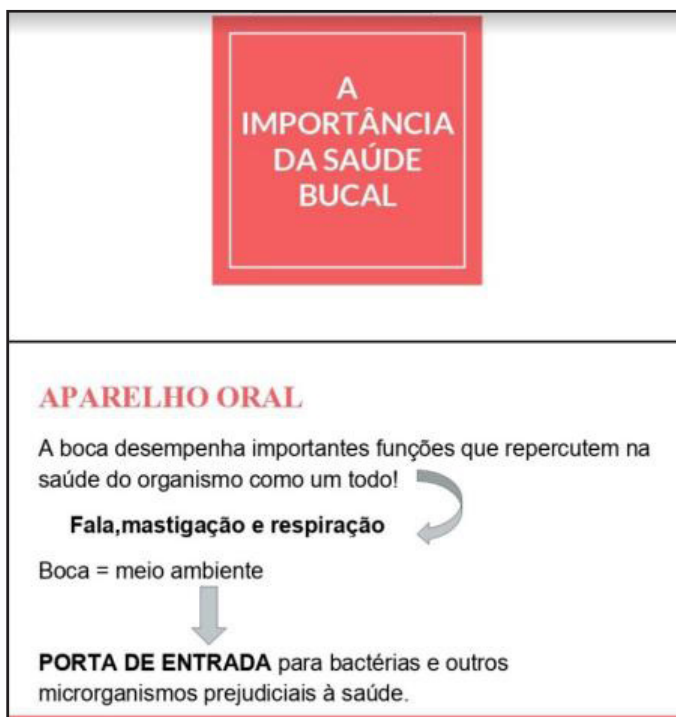 A
IMPORTÂNCIA
DA SAÚDE
BUCAL
APARELHO ORAL
A boca desempenha importantes funções que repercutem na
saúde do organismo como um todo!
Fala,mastigação e respiração
Boca = meio ambiente
PORTA DE ENTRADA para bactérias e outros
microrganismos prejudiciais à saúde.